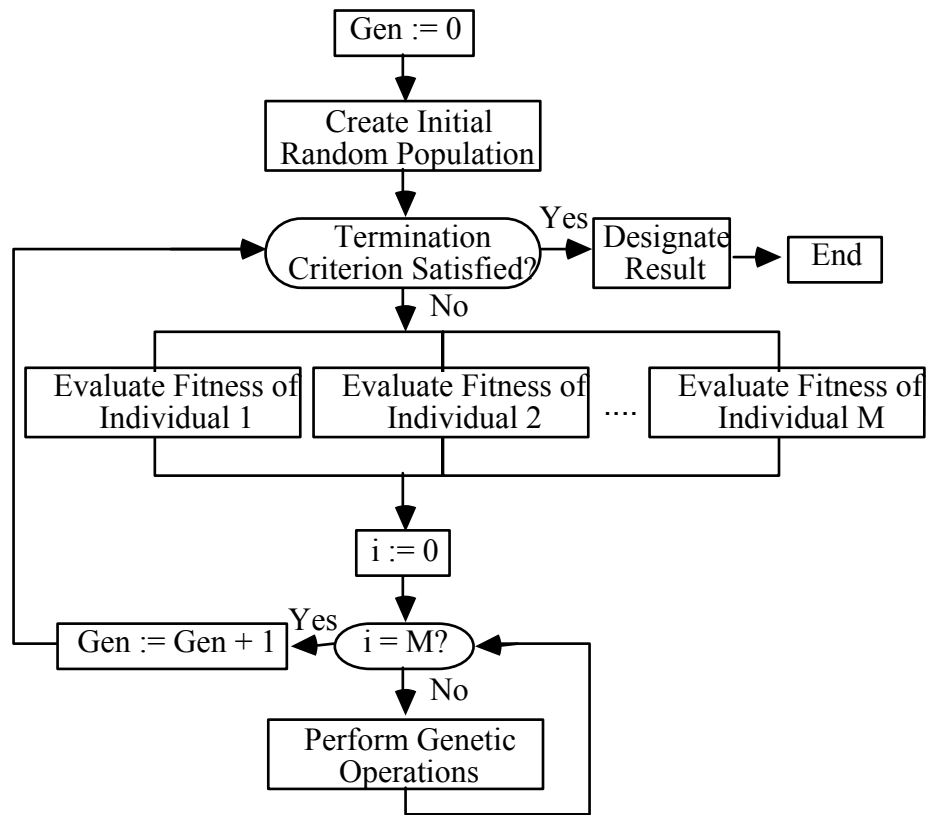 Gen := 0
Create Initial
Random Population
Termination
Criterion Satisfied?
Yes
Designate
Result
End
No
Evaluate Fitness of
Individual 1
Evaluate Fitness of
Individual 2
....
Evaluate Fitness of
Individual M
i := 0
Gen := Gen + 1
Yes
i = M?
No
Perform Genetic
Operations